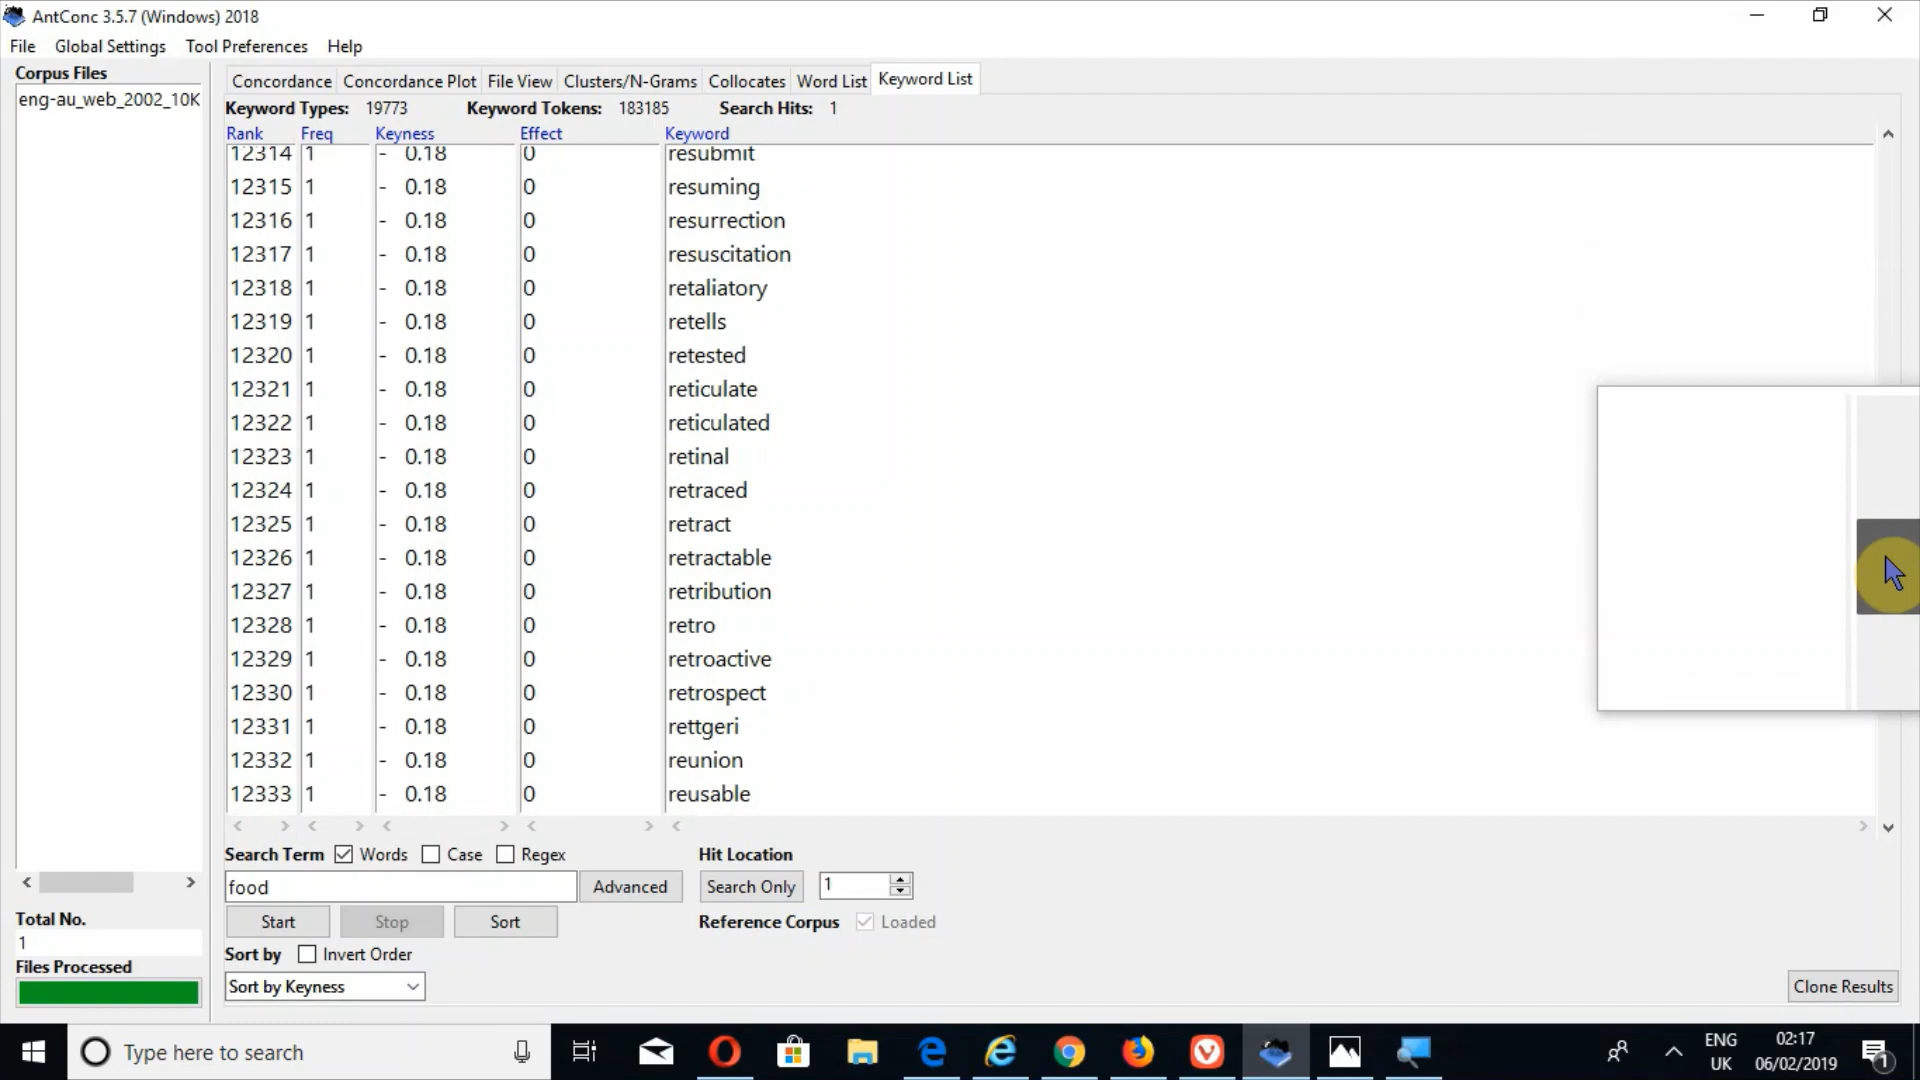 AntConc 3.5.7 (Windows) 2018
File Global Settings Tool Preferences Help
Corpus Files
eng-au_web_2002_10K
Concordance Concordance Plot File View Clusters/N-Grams Collocates Word List Keyword List
Keyword Types: 19773 Keyword Tokens: 183185 Search Hits: 1
Rank Freq Keyness Effect Keyword
12314 1 - 0.18 0 resubmit
12315 1 - 0.18 0 resuming
12316 1 - 0.18 0 resurrection
12317 1 - 0.18 0 resuscitation
12318 1 - 0.18 0 retaliatory
12319 1 - 0.18 0 retells
12320 1 - 0.18 0 retested
12321 1 - 0.18 0 reticulate
12322 1 - 0.18 0 reticulated
12323 1 - 0.18 0 retinal
12324 1 - 0.18 0 retraced
12325 1 - 0.18 0 retract
12326 1 - 0.18 0 retractable
12327 1 - 0.18 0 retribution
12328 1 - 0.18 0 retro
12329 1 - 0.18 0 retroactive
12330 1 - 0.18 0 retrospect
12331 1 - 0.18 0 rettgeri
12332 1 - 0.18 0 reunion
12333 1 - 0.18 0 reusable
Search Term Words Case Regex Hit Location
food Advanced Search Only 1
Start Stop Sort Reference Corpus Loaded
Sort by Invert Order
Sort by Keyness Clone Results
Total No.
1
Files Processed
Type here to search
ENG
UK
02:17
06/02/2019
1